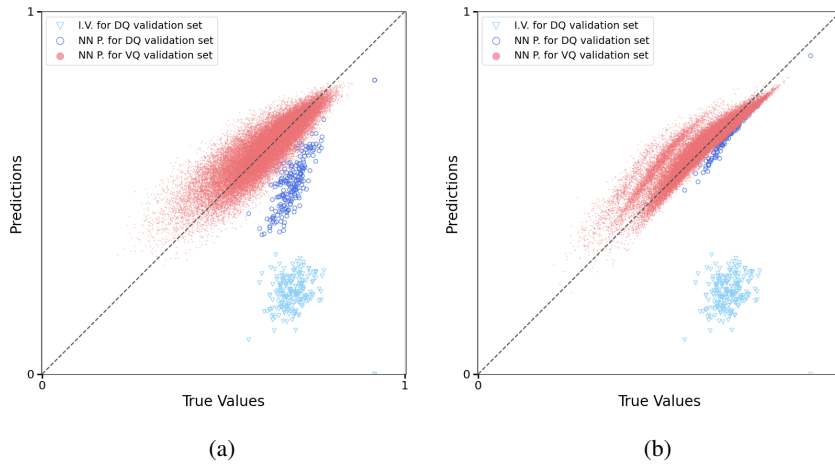 1
I.V. for DQ validation set
NN P. for DQ validation set
NN P. for VQ validation set
Predictions
0
0
1
True Values
(a)
1
I.V. for DQ validation set
NN P. for DQ validation set
NN P. for VQ validation set
Predictions
0
0
1
True Values
(b)